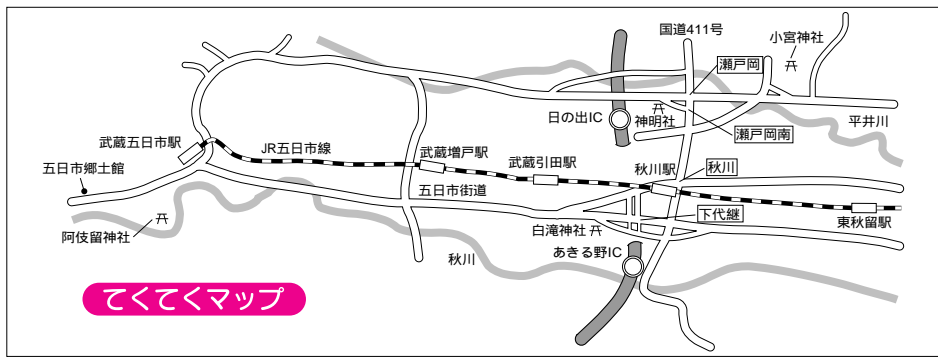 国道411号
小宮神社
瀬戸岡
日の出IC
神明社
平井川
瀬戸岡南
武蔵五日市駅
JR五日市線
武蔵増戸駅
武蔵引田駅
秋川駅
秋川
五日市郷土館
五日市街道
下代継
東秋留駅
阿伎留神社
白滝神社
秋川
あきる野IC
てくてくマップ